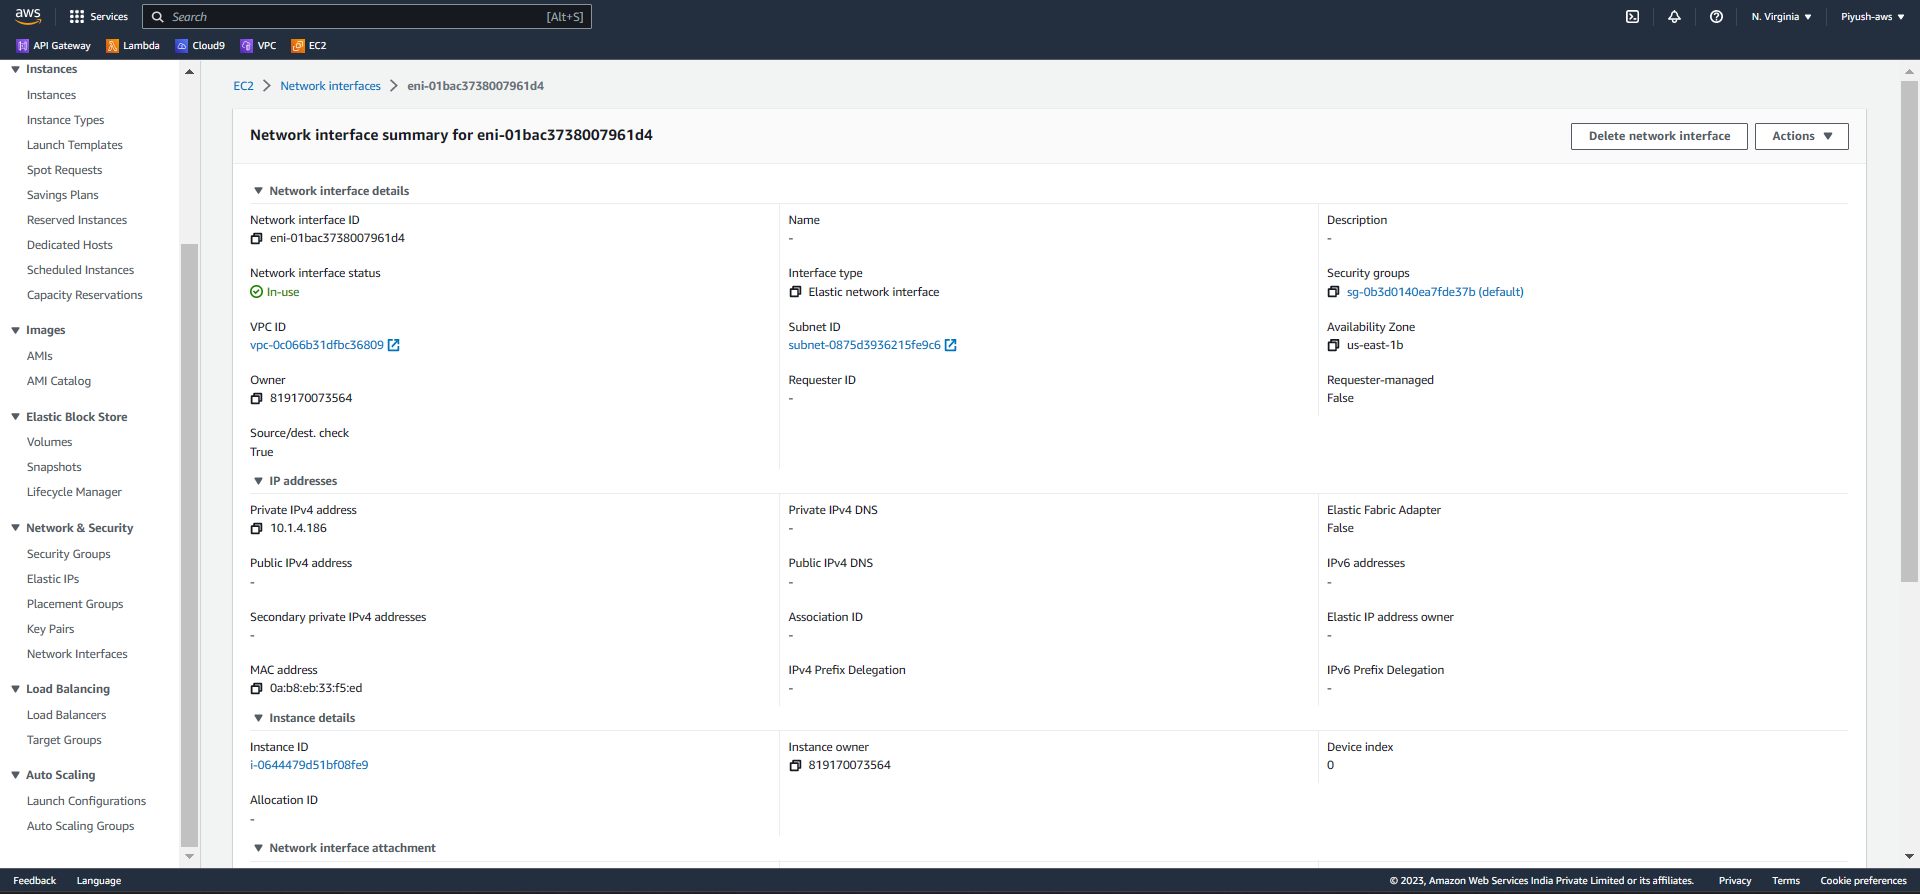 aws Services Search [Alt+S] N. Virginia Piyush-aws
API Gateway Lambda Cloud9 VPC EC2
Instances
Instances
Instance Types
Launch Templates
Spot Requests
Savings Plans
Reserved Instances
Dedicated Hosts
Scheduled Instances
Capacity Reservations
Images
AMIs
AMI Catalog
Elastic Block Store
Volumes
Snapshots
Lifecycle Manager
Network & Security
Security Groups
Elastic IPs
Placement Groups
Key Pairs
Network Interfaces
Load Balancing
Load Balancers
Target Groups
Auto Scaling
Launch Configurations
Auto Scaling Groups
EC2 > Network interfaces > eni-01bac3738007961d4
Network interface summary for eni-01bac3738007961d4 Delete network interface Actions
Network interface details
Network interface ID Name Description
eni-01bac3738007961d4 - -
Network interface status Interface type Security groups
In-use Elastic network interface sg-0b3d0140ea7fde37b (default)
VPC ID Subnet ID Availability Zone
vpc-0c066b31dfbc36809 subnet-0875d3936215fe9c6 us-east-1b
Owner Requester ID Requester-managed
819170073564 - False
Source/dest. check
True
IP addresses
Private IPv4 address Private IPv4 DNS Elastic Fabric Adapter
10.1.4.186 - False
Public IPv4 address Public IPv4 DNS IPv6 addresses
- - -
Secondary private IPv4 addresses Association ID Elastic IP address owner
- - -
MAC address IPv4 Prefix Delegation IPv6 Prefix Delegation
0a:b8:eb:33:f5:ed - -
Instance details
Instance ID Instance owner Device index
i-0644479d51bf08fe9 819170073564 0
Allocation ID
-
Network interface attachment
Feedback Language © 2023, Amazon Web Services India Private Limited or its affiliates. Privacy Terms Cookie preferences